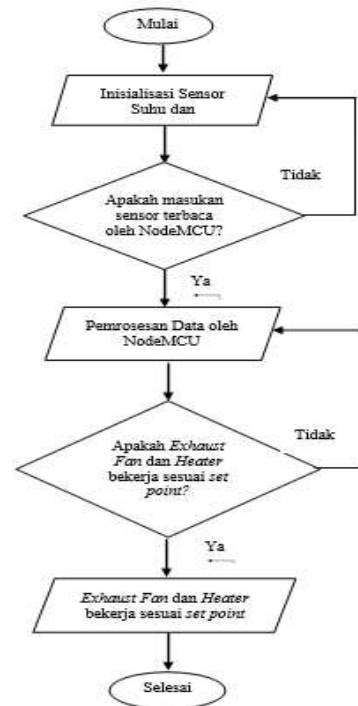 Mulai
Inisialisasi Sensor
Suhu dan
Tidak
Apakah masukan
sensor terbaca
oleh NodeMCU?
Ya
Pemrosesan Data oleh
NodeMCU
Tidak
Apakah Exhaust
Fan dan Heater
bekerja sesuai set
point?
Ya
Exhaust Fan dan Heater
bekerja sesuai set point
Selesai